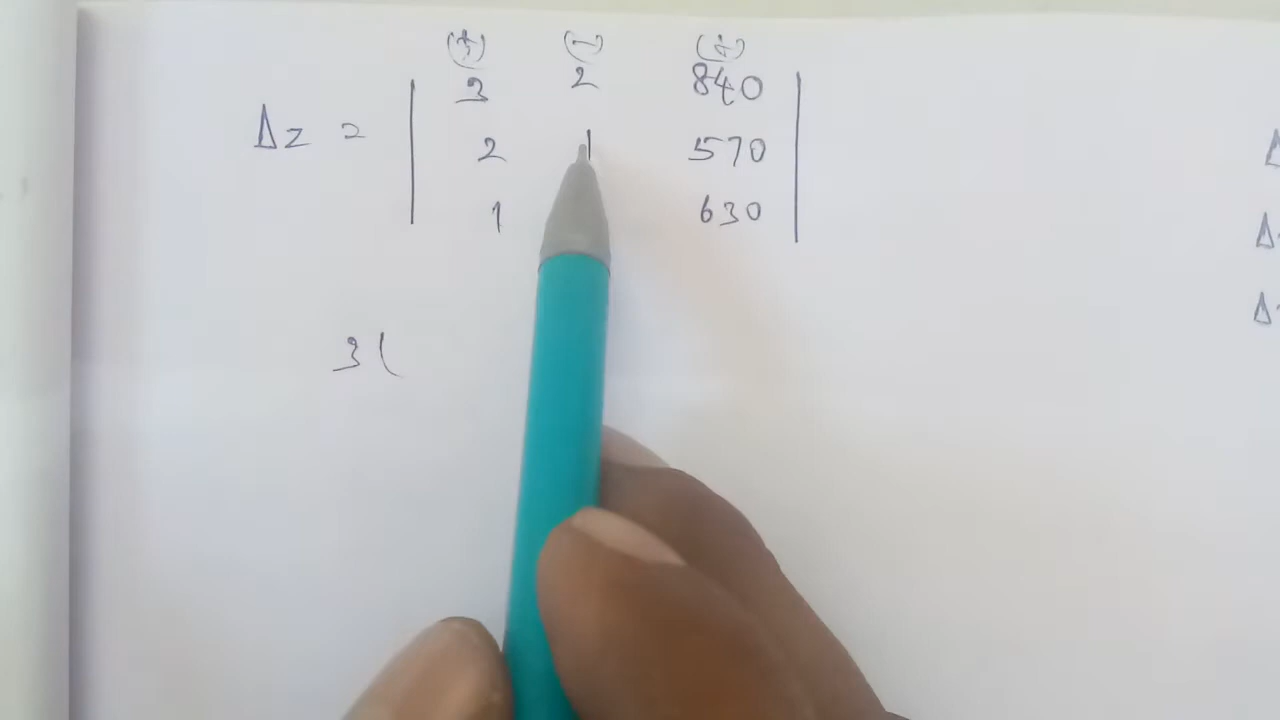 (+) (-) (+)
Δz = | 3 2 840 |
2 1 570
1 630
3(
Δ
Δ
Δ